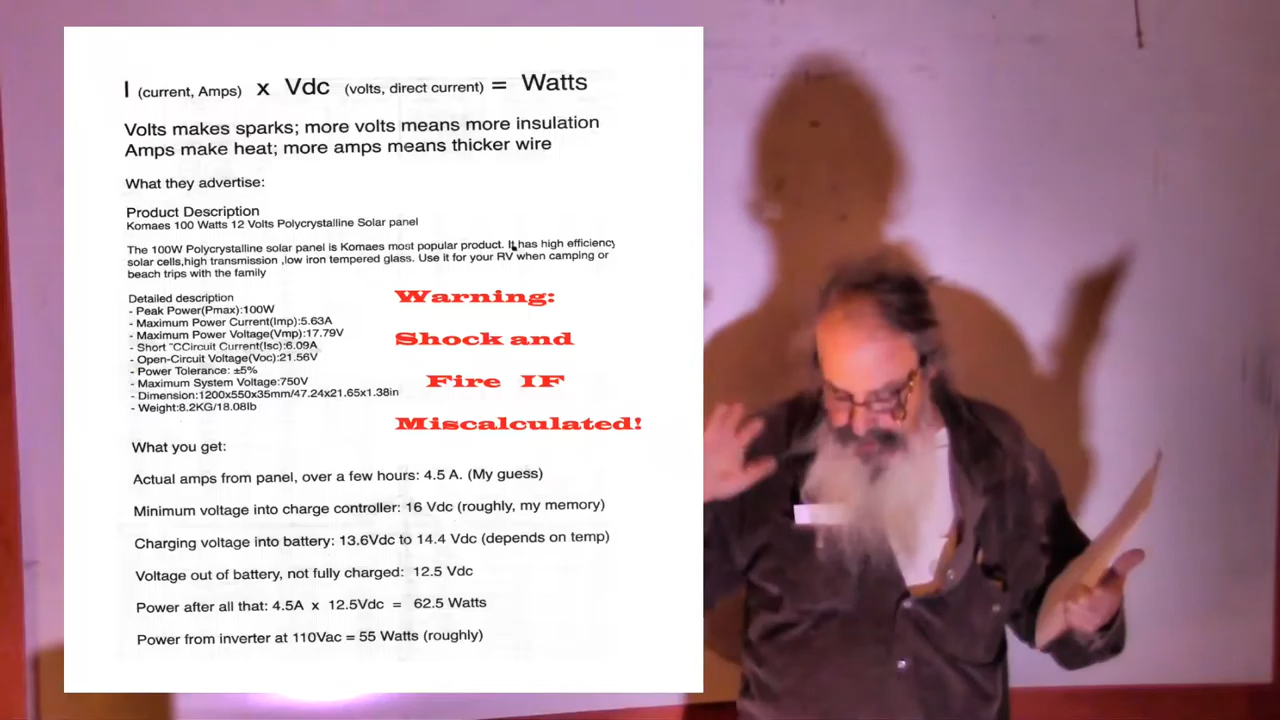 I (current, Amps) x Vdc (volts, direct current) = Watts
Volts makes sparks; more volts means more insulation
Amps make heat; more amps means thicker wire
What they advertise:
Product Description
Komaes 100 Watts 12 Volts Polycrystalline Solar panel
The 100W Polycrystalline solar panel is Komaes most popular product. It has high efficiency
solar cells,high transmission ,low iron tempered glass. Use it for your RV when camping or
beach trips with the family
Detailed description
- Peak Power(Pmax):100W
- Maximum Power Current(Imp):5.63A
- Maximum Power Voltage(Vmp):17.79V
- Short ˜CCircuit Current(Isc):6.09A
- Open-Circuit Voltage(Voc):21.56V
- Power Tolerance: ±5%
- Maximum System Voltage:750V
- Dimension:1200x550x35mm/47.24x21.65x1.38in
- Weight:8.2KG/18.08lb
Warning:
Shock and
Fire IF
Miscalculated!
What you get:
Actual amps from panel, over a few hours: 4.5 A. (My guess)
Minimum voltage into charge controller: 16 Vdc (roughly, my memory)
Charging voltage into battery: 13.6Vdc to 14.4 Vdc (depends on temp)
Voltage out of battery, not fully charged: 12.5 Vdc
Power after all that: 4.5A x 12.5Vdc = 62.5 Watts
Power from inverter at 110Vac = 55 Watts (roughly)